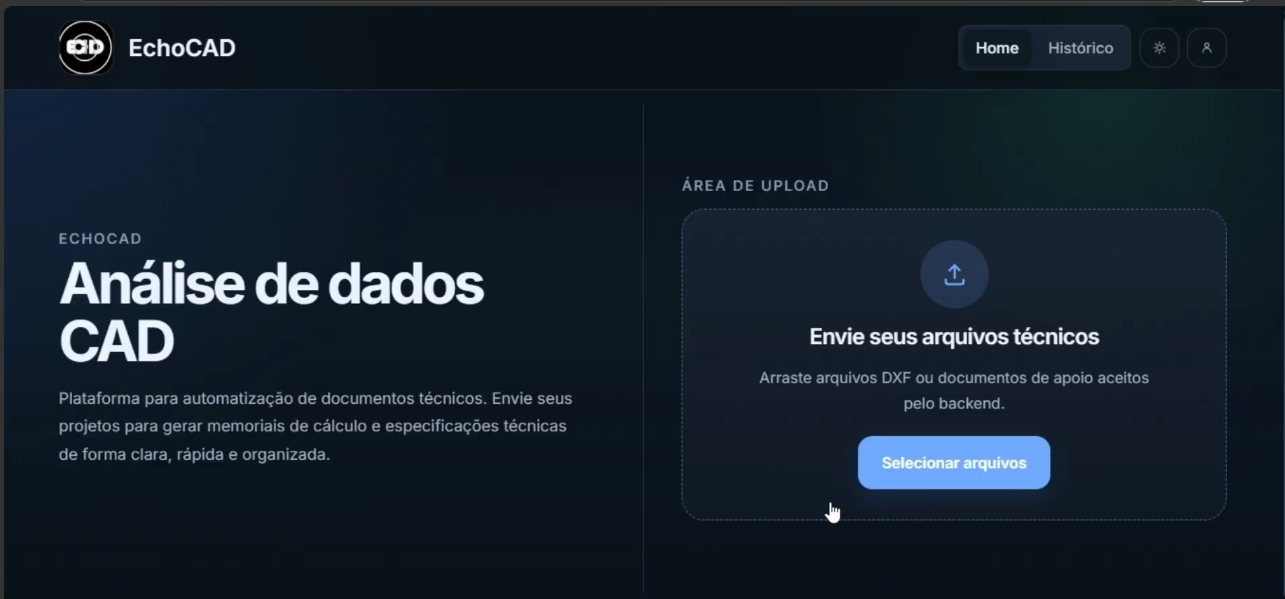 ECD
EchoCAD
Home
Histórico
ECHOCAD
Análise de dados
CAD
Plataforma para automatização de documentos técnicos. Envie seus
projetos para gerar memoriais de cálculo e especificações técnicas
de forma clara, rápida e organizada.
ÁREA DE UPLOAD
Envie seus arquivos técnicos
Arraste arquivos DXF ou documentos de apoio aceitos
pelo backend.
Selecionar arquivos